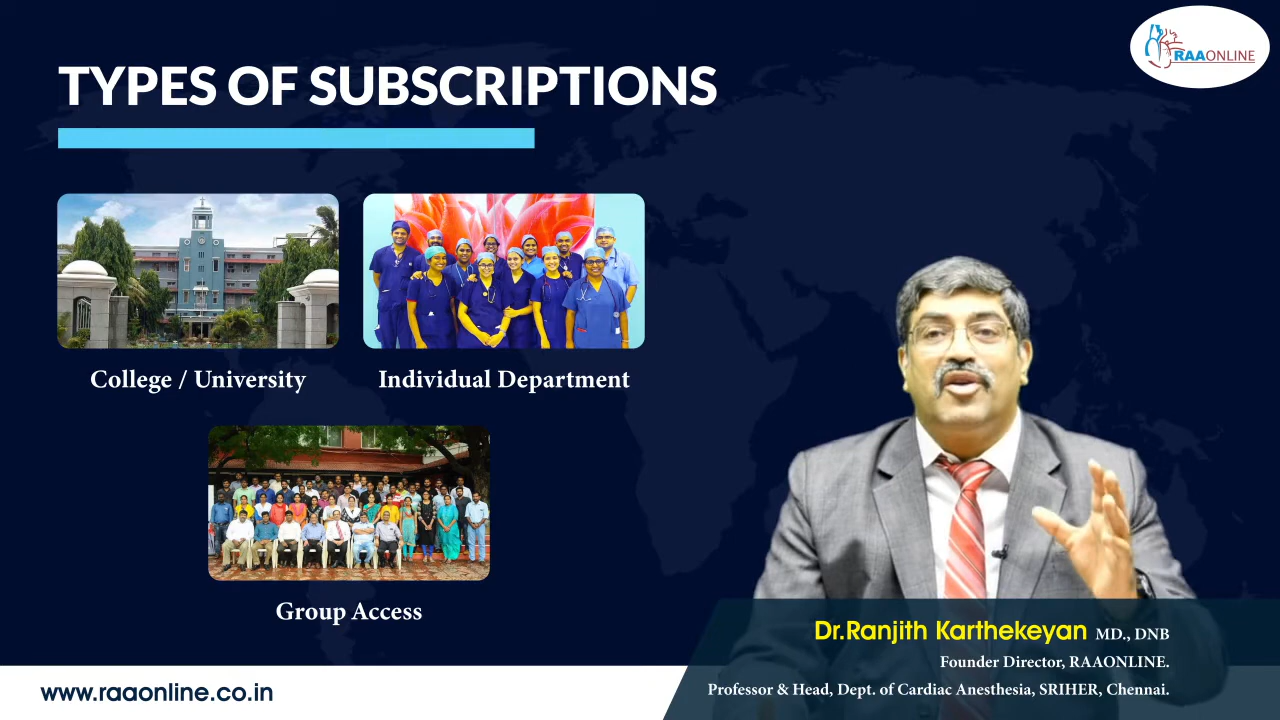 RAAONLINE
TYPES OF SUBSCRIPTIONS
College / University
Individual Department
Group Access
Dr.Ranjith Karthekeyan MD., DNB
Founder Director, RAAONLINE.
Professor & Head, Dept. of Cardiac Anesthesia, SRIHER, Chennai.
www.raaonline.co.in